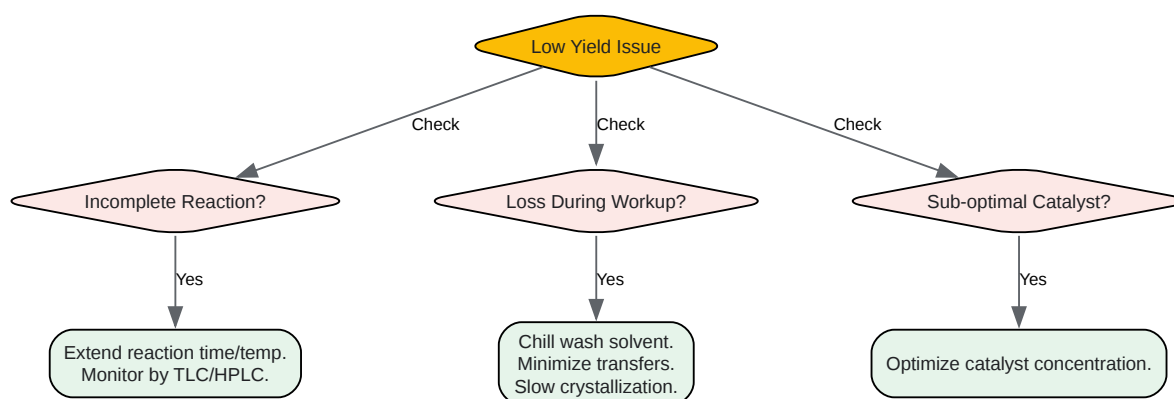 Low Yield Issue
Check
Check
Check
Incomplete Reaction?
Loss During Workup?
Sub-optimal Catalyst?
Yes
Yes
Yes
Extend reaction time/temp.
Monitor by TLC/HPLC.
Chill wash solvent.
Minimize transfers.
Slow crystallization.
Optimize catalyst concentration.